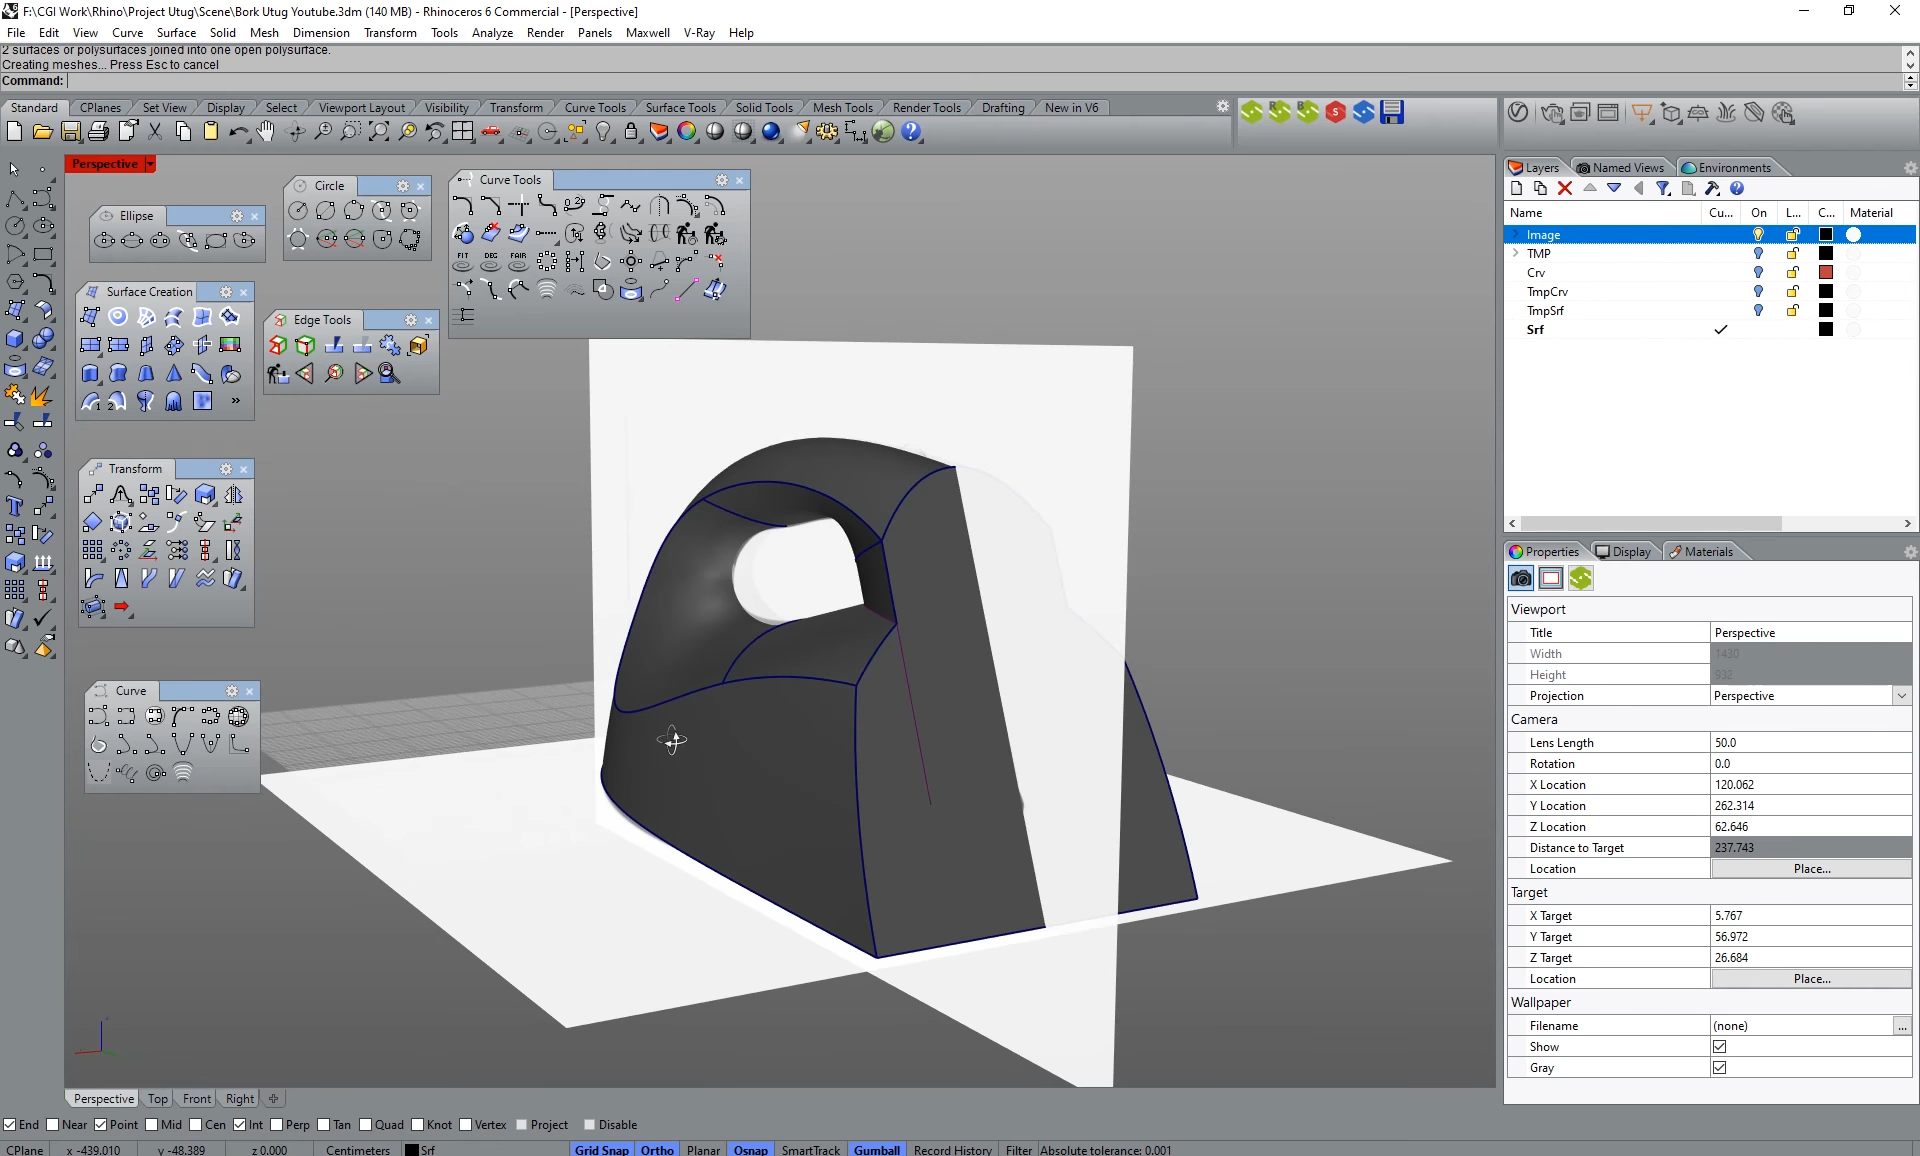 F:\CGI Work\Rhino\Project Utug\Scene\Bork Utug Youtube.3dm (140 MB) - Rhinoceros 6 Commercial - [Perspective]
File Edit View Curve Surface Solid Mesh Dimension Transform Tools Analyze Render Panels Maxwell V-Ray Help
2 surfaces or polysurfaces joined into one open polysurface.
Creating meshes... Press Esc to cancel
Command:
Standard CPlanes Set View Display Select Viewport Layout Visibility Transform Curve Tools Surface Tools Solid Tools Mesh Tools Render Tools Drafting New in V6
Perspective
Ellipse
Circle
Curve Tools
FIT DEG FAIR
Surface Creation
Edge Tools
Transform
Curve
Layers Named Views Environments
Name Cu... On L... C... Material
Image
TMP
Crv
TmpCrv
TmpSrf
Srf
Properties Display Materials
Viewport
Title Perspective
Width 1430
Height 932
Projection Perspective
Camera
Lens Length 50.0
Rotation 0.0
X Location 120.062
Y Location 262.314
Z Location 62.646
Distance to Target 237.743
Location Place...
Target
X Target 5.767
Y Target 56.972
Z Target 26.684
Location Place...
Wallpaper
Filename (none) ...
Show
Gray
Perspective Top Front Right
End Near Point Mid Cen Int Perp Tan Quad Knot Vertex Project Disable
CPlane x -439.010 y -48.389 z 0.000 Centimeters Srf Grid Snap Ortho Planar Osnap SmartTrack Gumball Record History Filter Absolute tolerance: 0.001